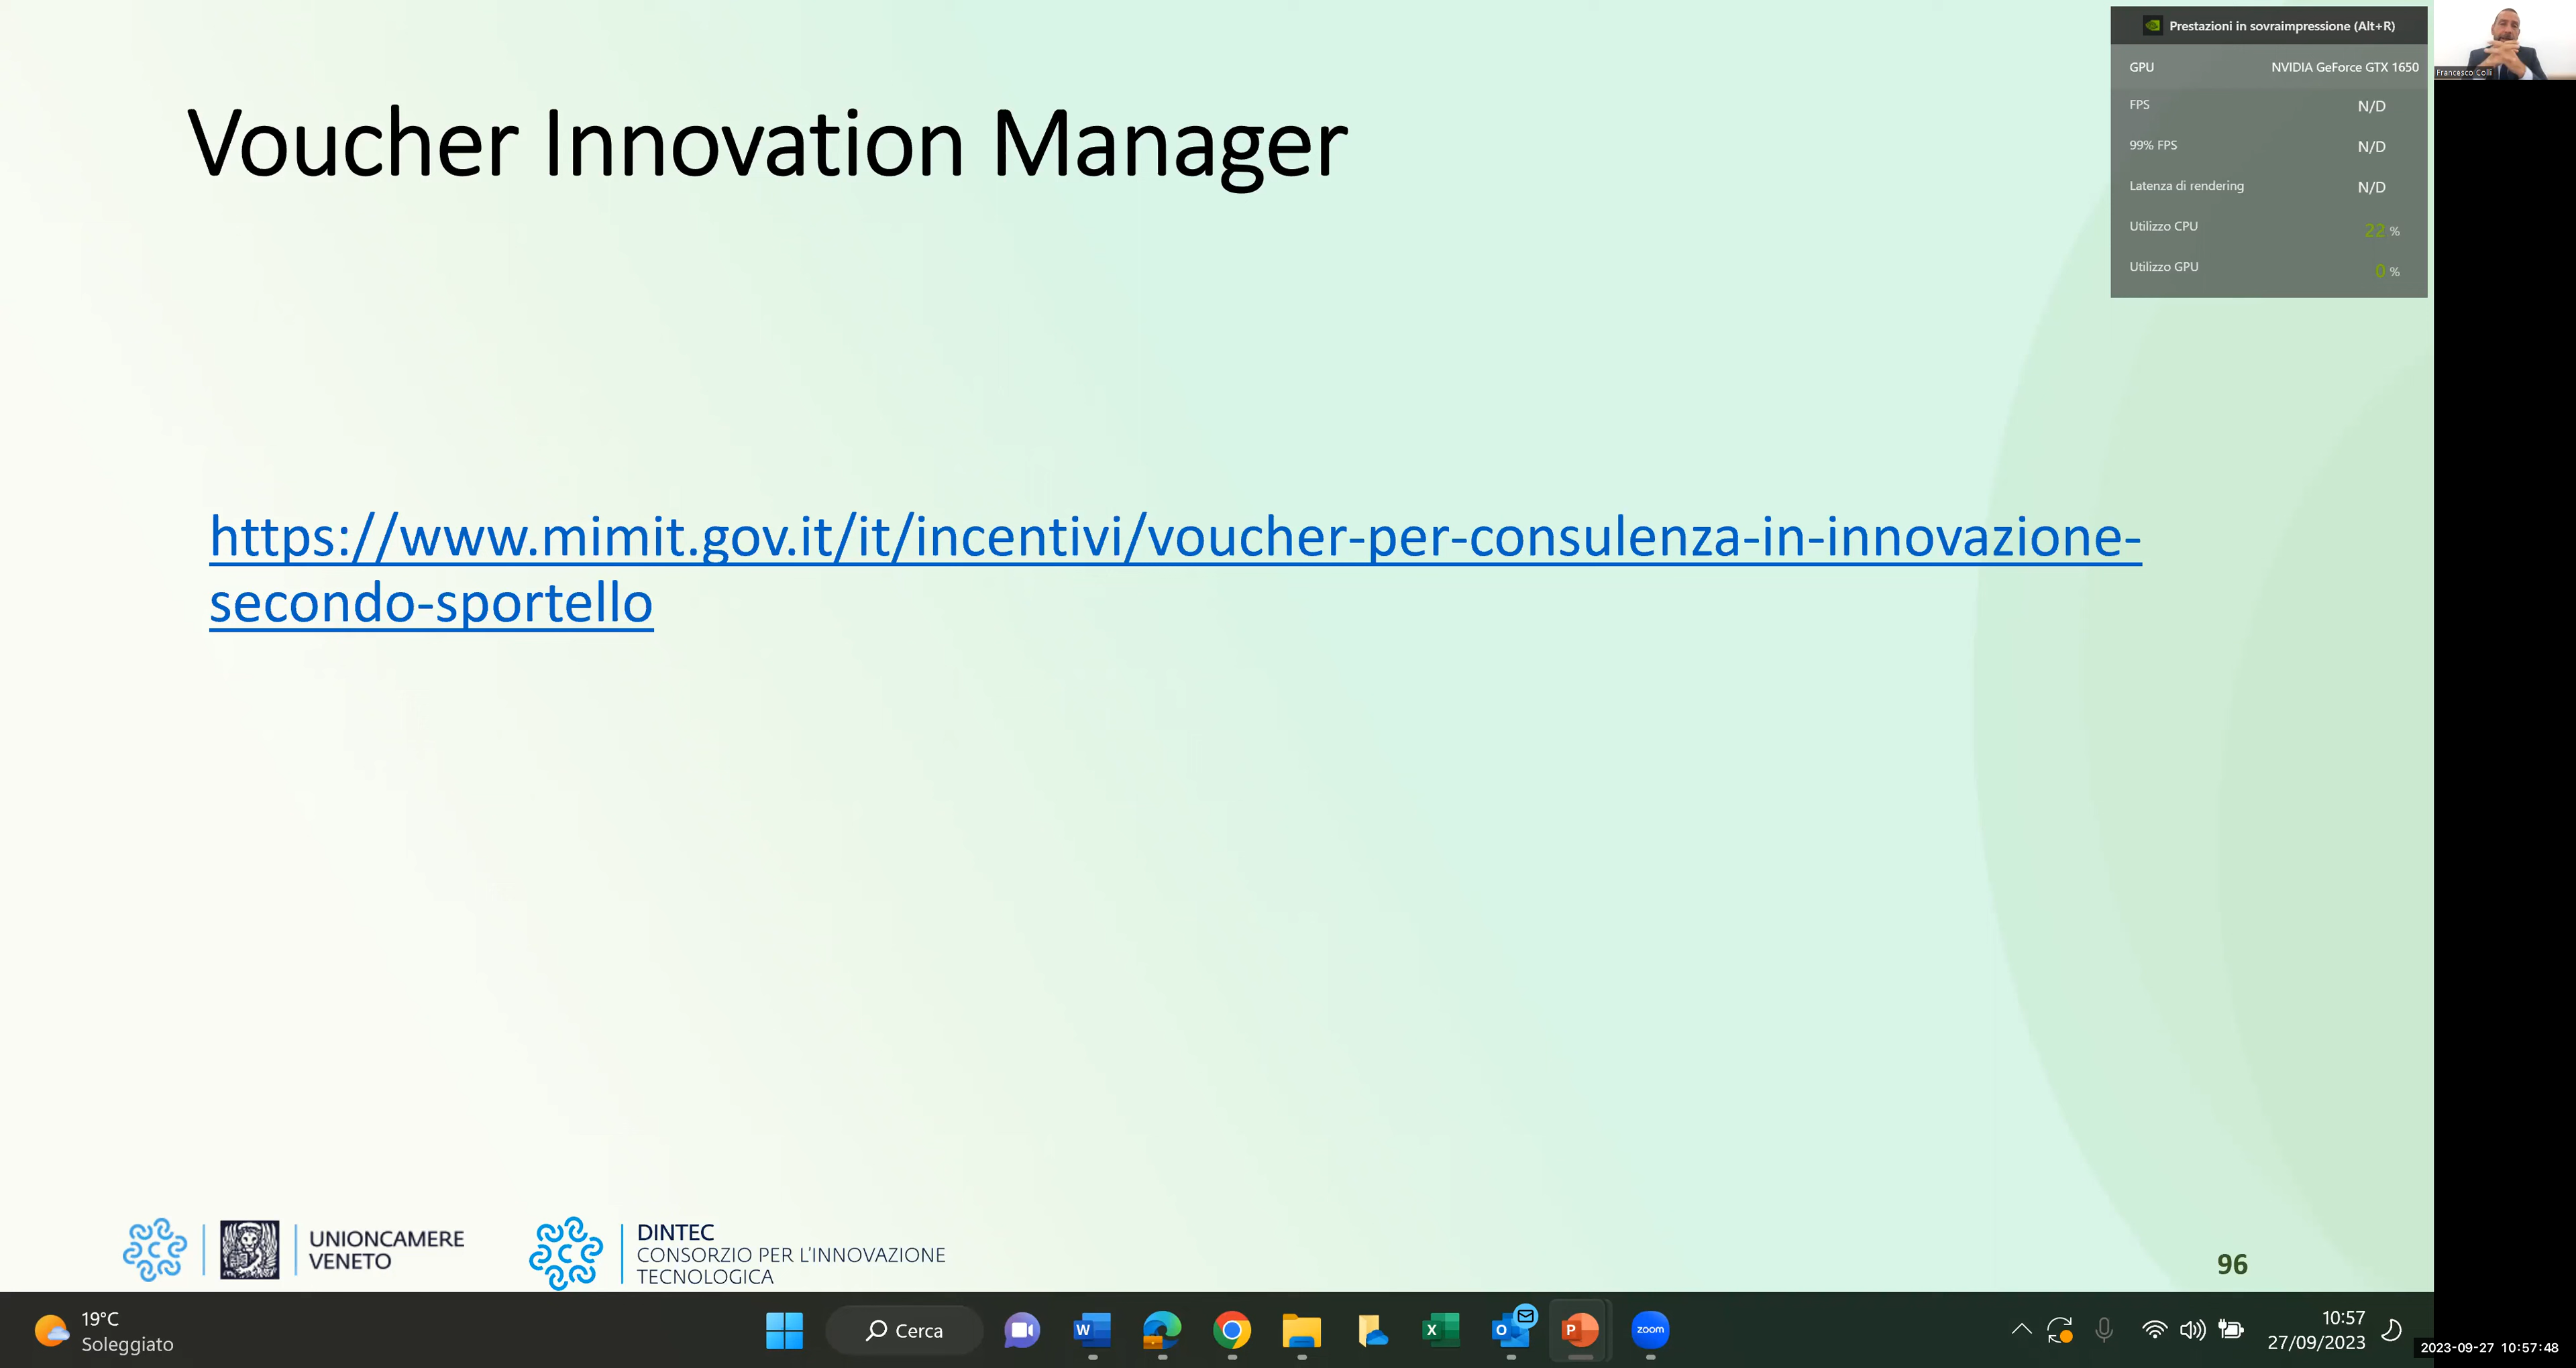 Voucher Innovation Manager
https://www.mimit.gov.it/it/incentivi/voucher-per-consulenza-in-innovazione-
secondo-sportello
Prestazioni in sovraimpressione (Alt+R)
GPU NVIDIA GeForce GTX 1650
FPS N/D
99% FPS N/D
Latenza di rendering N/D
Utilizzo CPU 22 %
Utilizzo GPU 0 %
Francesco Colli
UNIONCAMERE
VENETO
DINTEC
CONSORZIO PER L'INNOVAZIONE
TECNOLOGICA
96
19°C
Soleggiato
Cerca
W
X
O
P
zoom
10:57
27/09/2023
2023-09-27 10:57:48